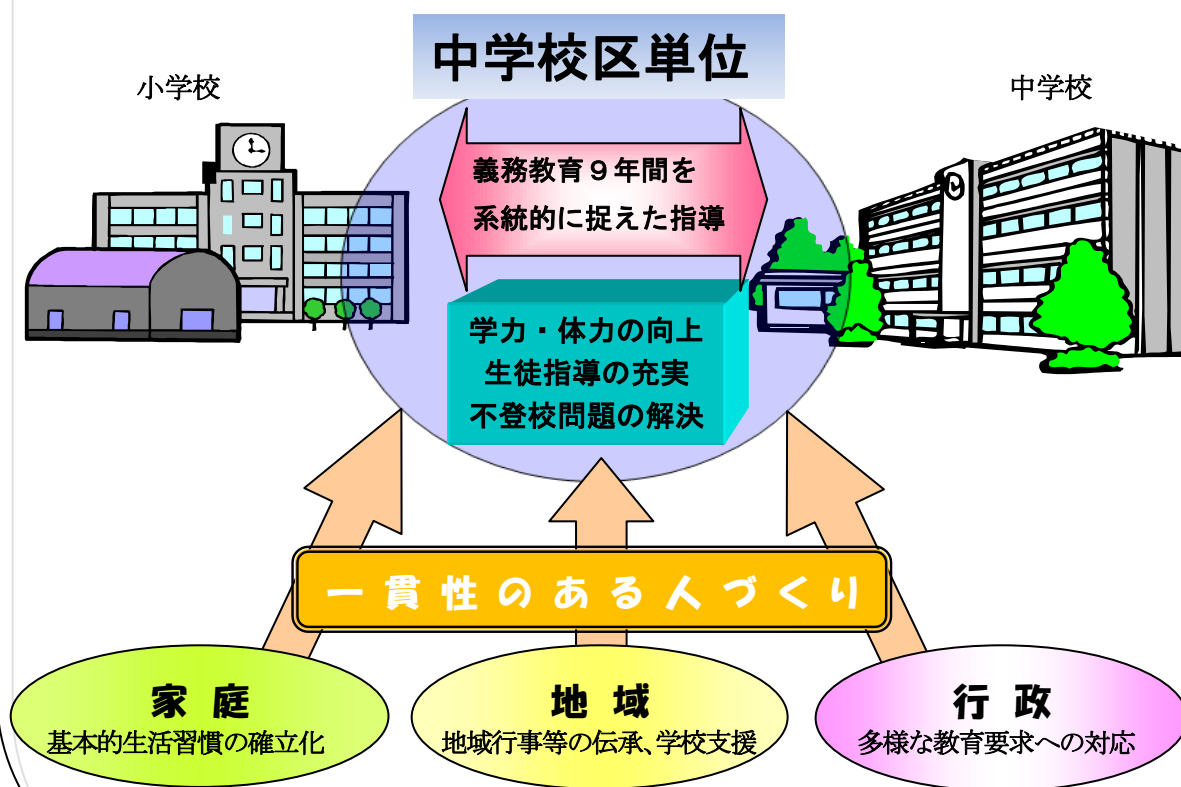 中学校区単位
小学校
中学校
義務教育９年間を
系統的に捉えた指導
学力・体力の向上
生徒指導の充実
不登校問題の解決
一貫性のある人づくり
家庭
基本的生活習慣の確立化
地域
地域行事等の伝承、学校支援
行政
多様な教育要求への対応